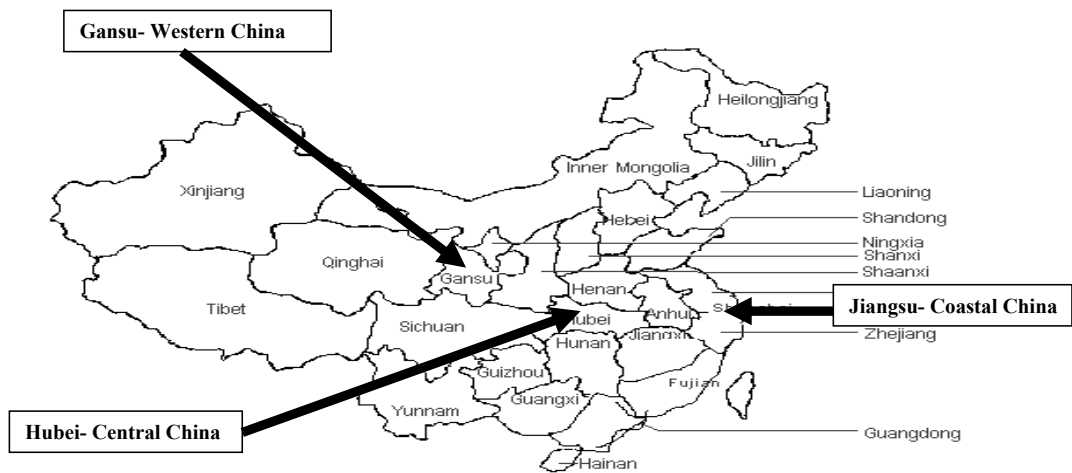 Gansu- Western China
Heilongjiang
Jilin
Inner Mongolia
Xinjiang
Liaoning
Hebei
Shandong
Ningxia
Shanxi
Qinghai
Gansu
Shaanxi
Henan
Tibet
Anhui
Jiangsu- Coastal China
Sichuan
Hubei
Jiangxi
Zhejiang
Hunan
Guizhou
Fujian
Yunnam
Guangxi
Hubei- Central China
Guangdong
Hainan